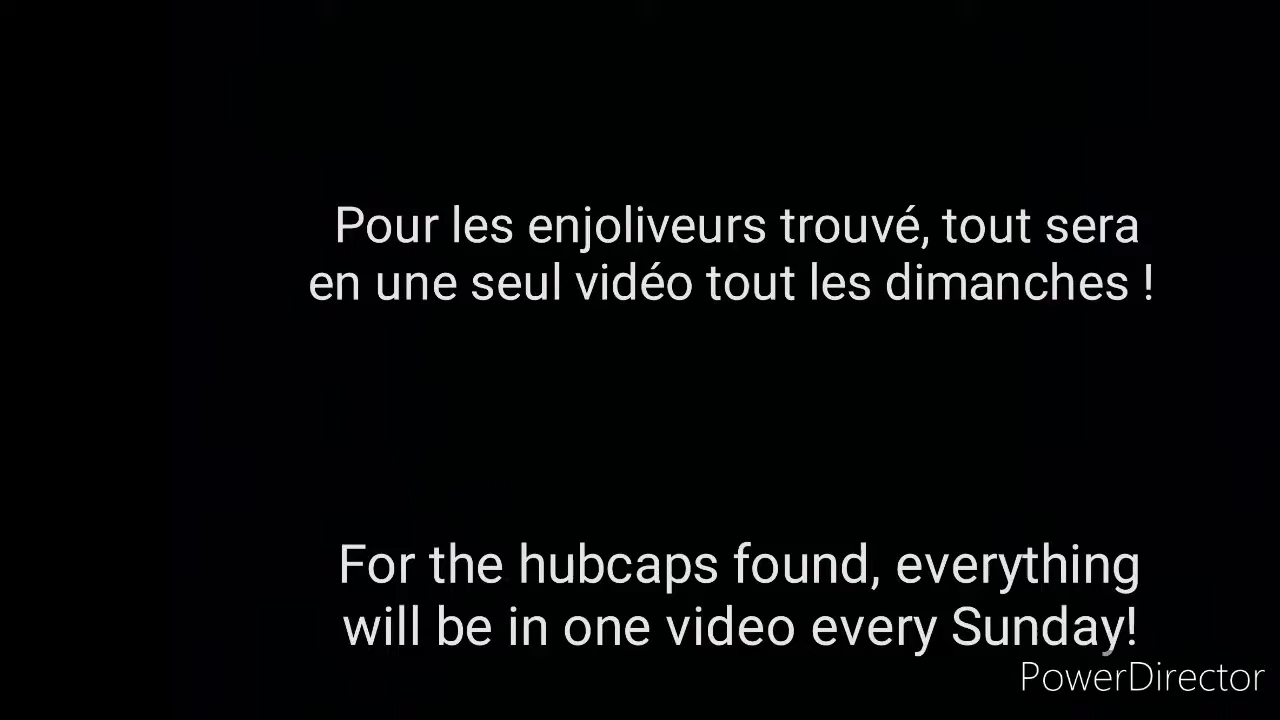 Pour les enjoliveurs trouvé, tout sera
en une seul vidéo tout les dimanches !
For the hubcaps found, everything
will be in one video every Sunday!
PowerDirector